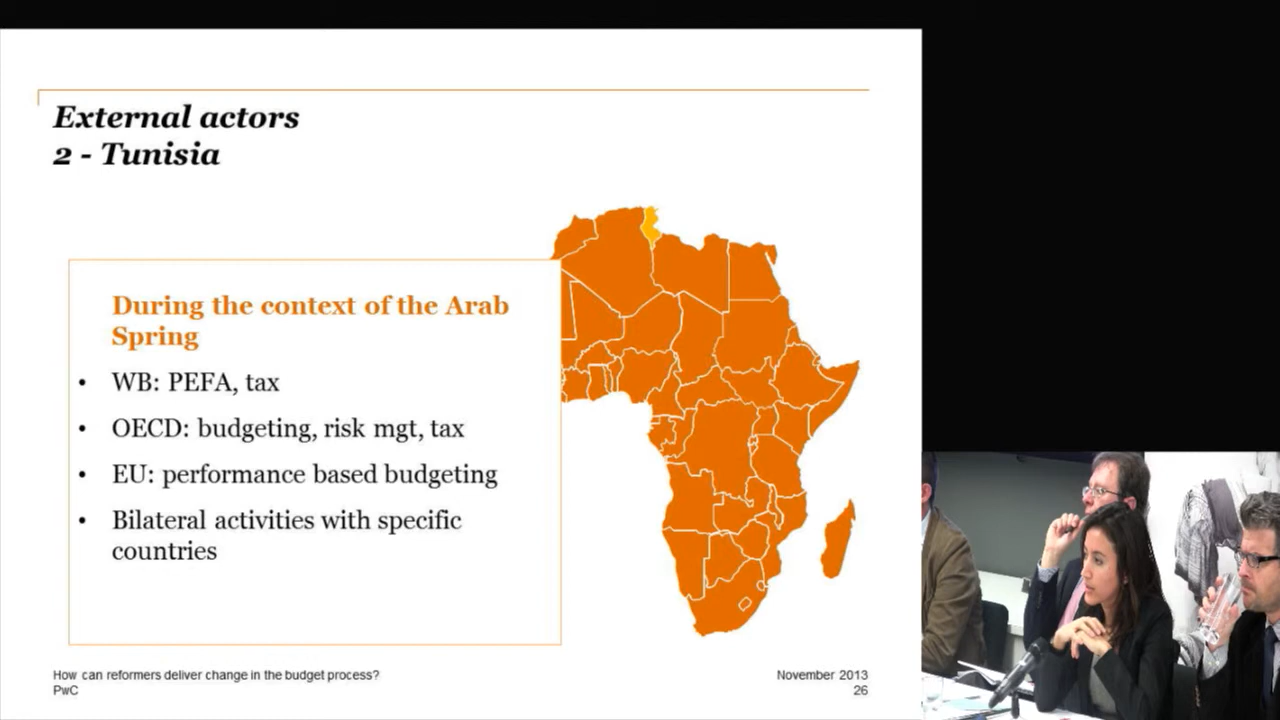 External actors
2 - Tunisia
During the context of the Arab
Spring
• WB: PEFA, tax
• OECD: budgeting, risk mgt, tax
• EU: performance based budgeting
• Bilateral activities with specific
countries
How can reformers deliver change in the budget process?
PwC
November 2013
26